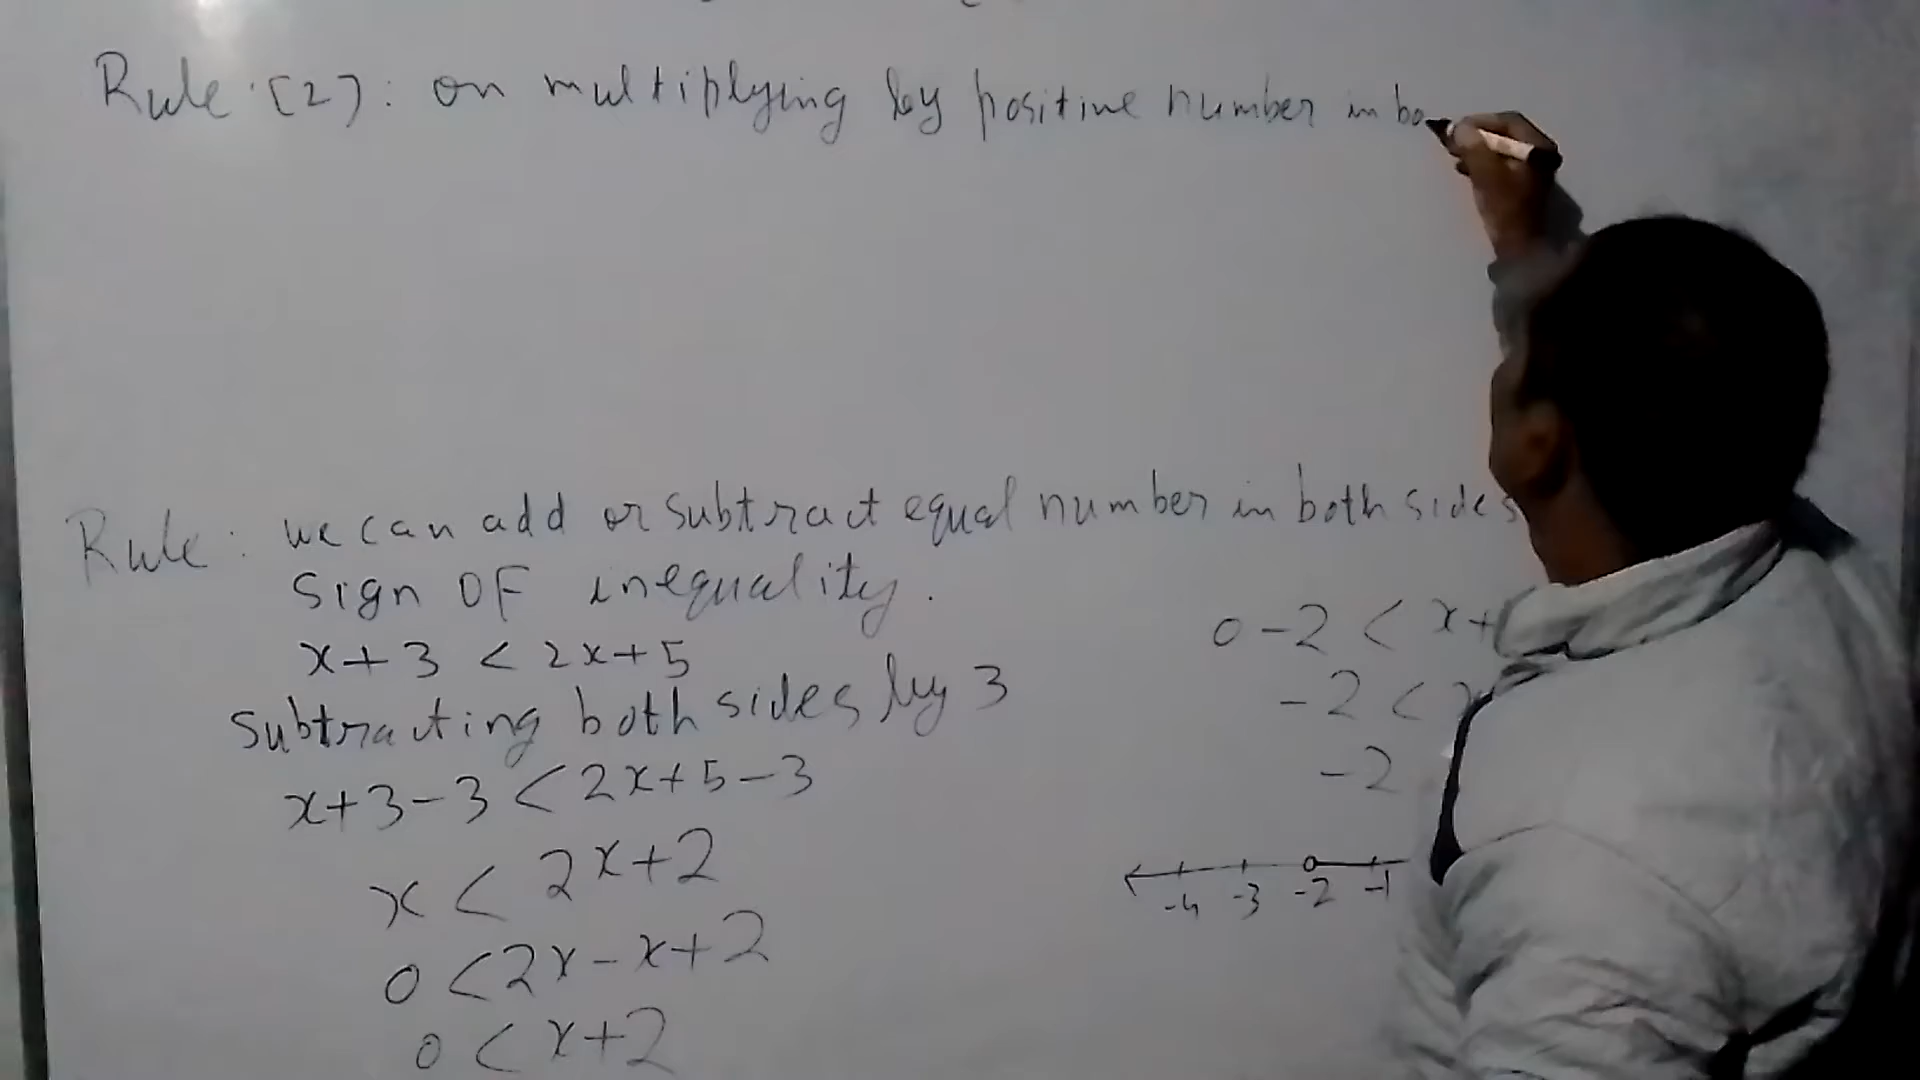 Rule [2]: on multiplying by positive number in bo
Rule: we can add or subtract equal number in both sides
sign OF inequality.
x+3 < 2x+5
subtracting both sides by 3
x+3-3 < 2x+5-3
x < 2x+2
0 < 2x-x+2
0 < x+2
0-2 < x+
-2 <
-2
-4 -3 -2 -1